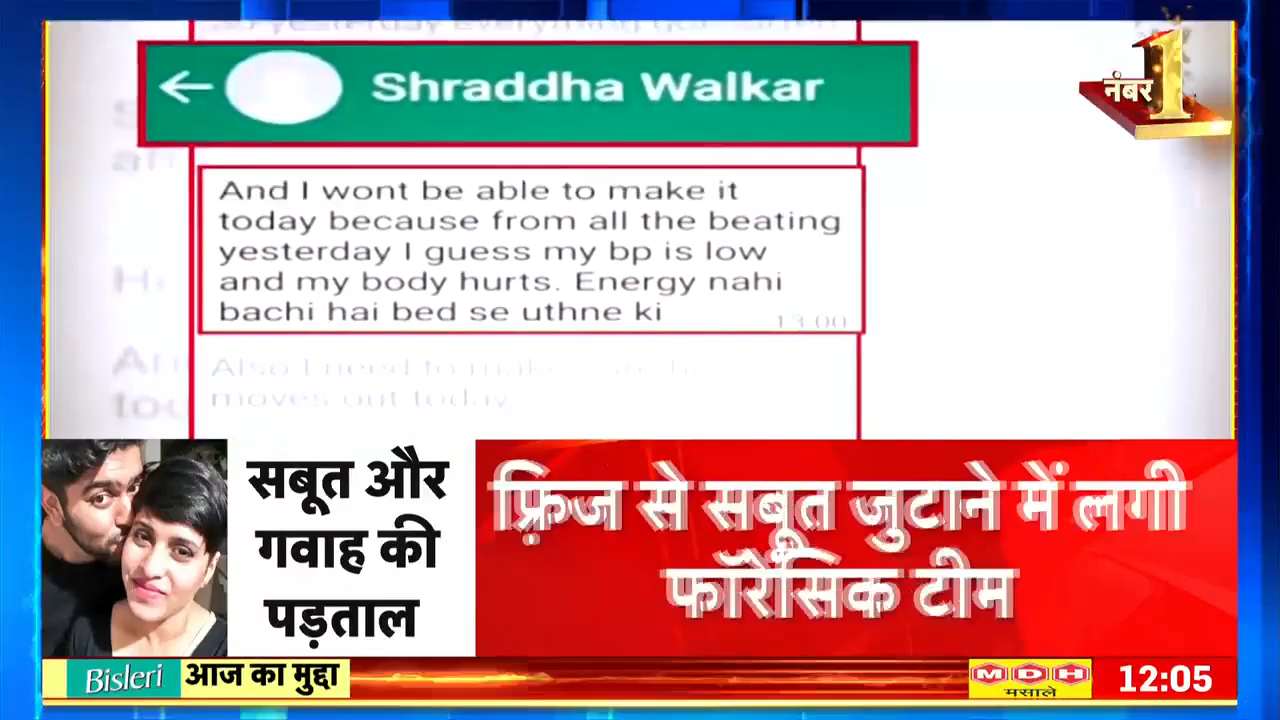 Shraddha Walkar
नंबर 1
And I wont be able to make it
today because from all the beating
yesterday I guess my bp is low
and my body hurts. Energy nahi
bachi hai bed se uthne ki
13:00
Also I need to make sure he
moves out today
सबूत और
गवाह की
पड़ताल
फ़्रिज से सबूत जुटाने में लगी
फॉरेंसिक टीम
Bisleri आज का मुद्दा
MDH
मसाले
12:05